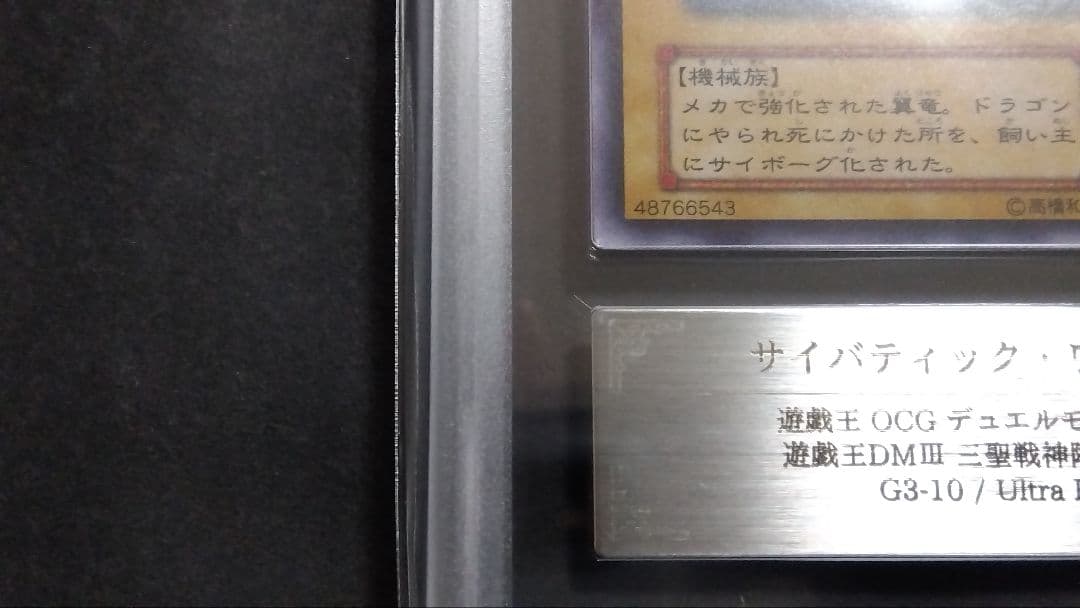 【機械族】
メカで強化された翼竜。ドラゴン
にやられ死にかけた所を、飼い主
にサイボーグ化された。
48766543 ©高橋和
サイバティック・ワ
遊戯王 OCG デュエルモ
遊戯王DMⅢ 三聖戦神降
G3-10 / Ultra